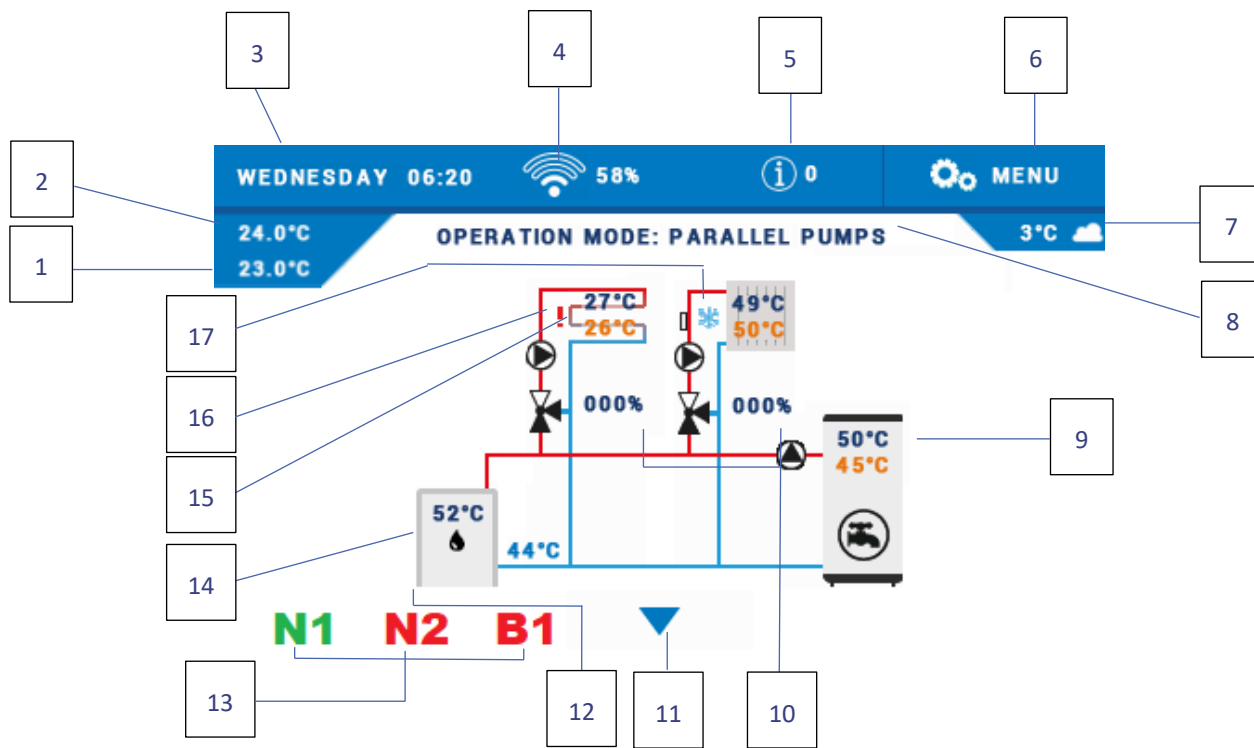 3
4
5
6
2
WEDNESDAY 06:20 58% i 0 MENU
7
24.0°C
OPERATION MODE: PARALLEL PUMPS
3°C
1
23.0°C
17
27°C
49°C
26°C
50°C
8
16
000%
000%
50°C
9
45°C
15
52°C
14
44°C
N1 N2 B1
13
12
11
10